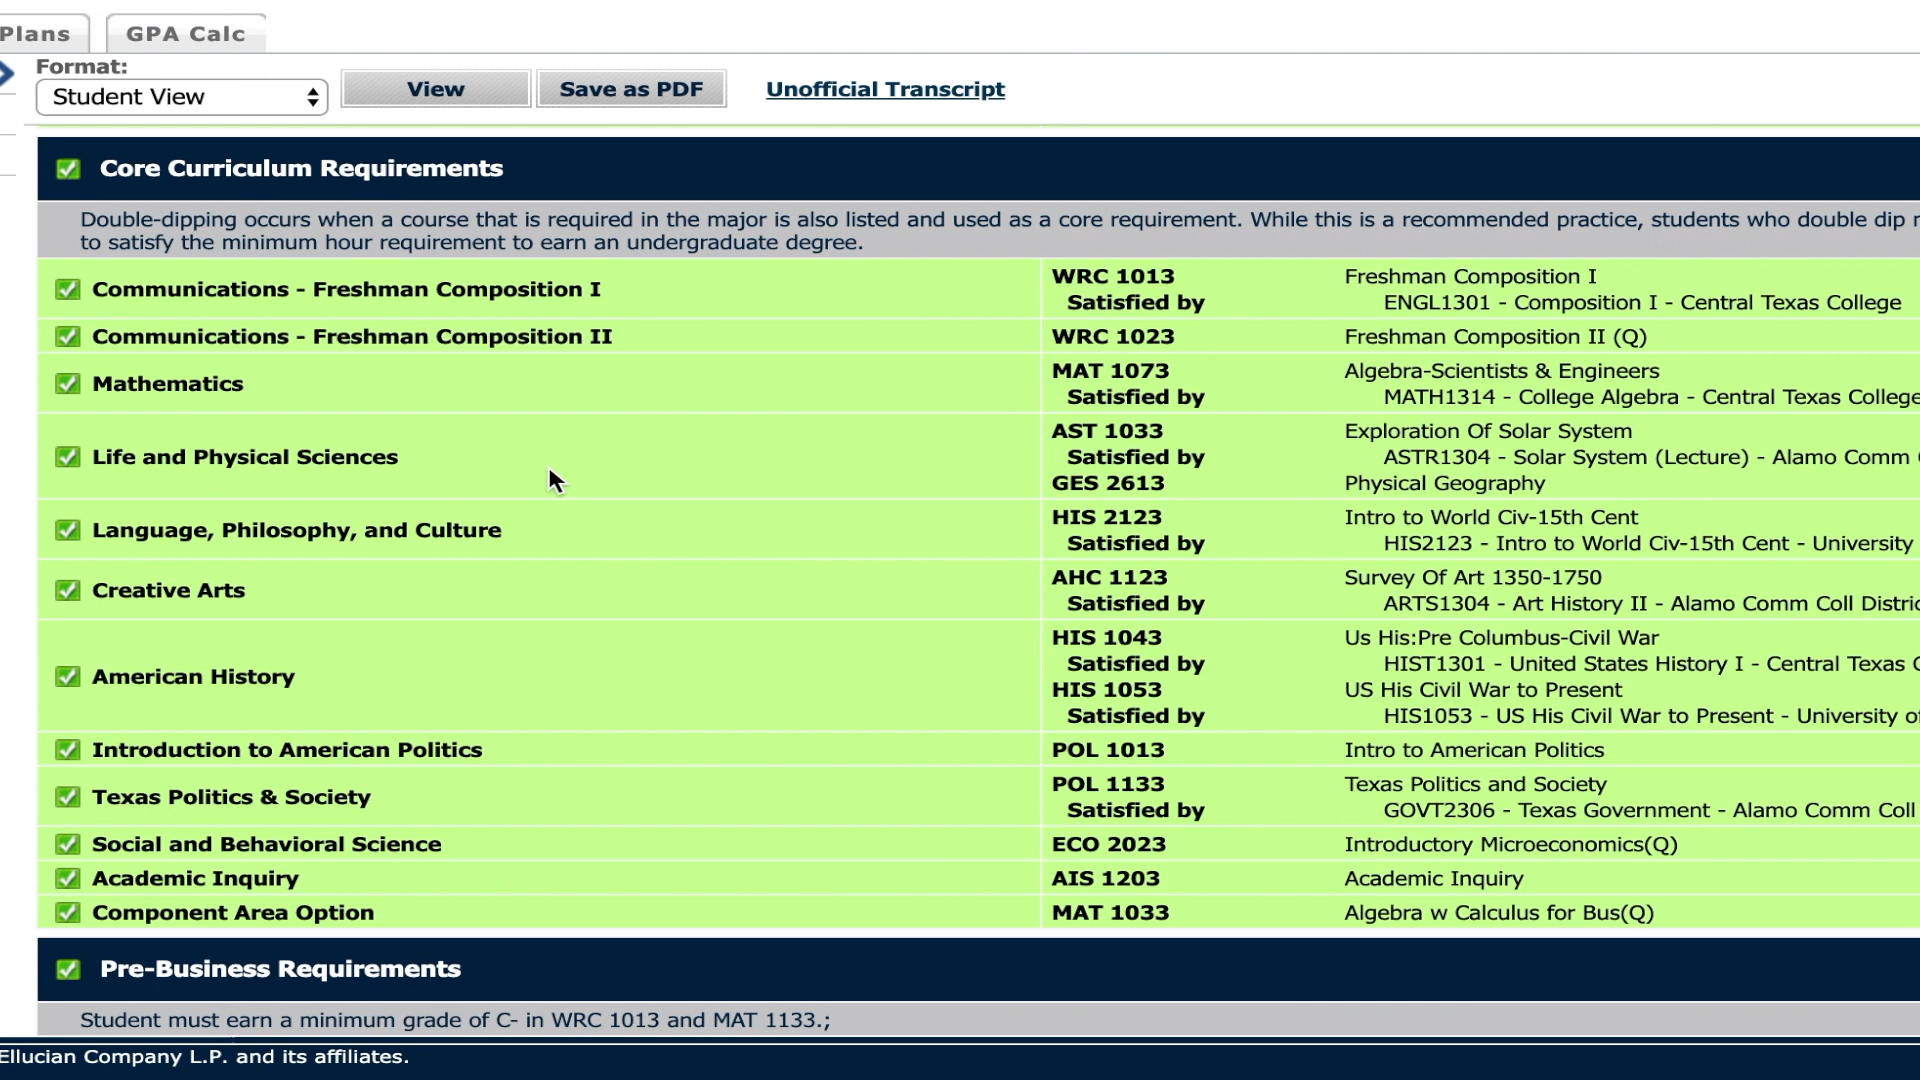 Plans
GPA Calc
Format:
Student View
View
Save as PDF
Unofficial Transcript
Core Curriculum Requirements
Double-dipping occurs when a course that is required in the major is also listed and used as a core requirement. While this is a recommended practice, students who double dip
to satisfy the minimum hour requirement to earn an undergraduate degree.
Communications - Freshman Composition I
WRC 1013 Freshman Composition I
Satisfied by ENGL1301 - Composition I - Central Texas College
Communications - Freshman Composition II
WRC 1023 Freshman Composition II (Q)
Mathematics
MAT 1073 Algebra-Scientists & Engineers
Satisfied by MATH1314 - College Algebra - Central Texas College
Life and Physical Sciences
AST 1033 Exploration Of Solar System
Satisfied by ASTR1304 - Solar System (Lecture) - Alamo Comm
GES 2613 Physical Geography
Language, Philosophy, and Culture
HIS 2123 Intro to World Civ-15th Cent
Satisfied by HIS2123 - Intro to World Civ-15th Cent - University
Creative Arts
AHC 1123 Survey Of Art 1350-1750
Satisfied by ARTS1304 - Art History II - Alamo Comm Coll Distric
American History
HIS 1043 Us His:Pre Columbus-Civil War
Satisfied by HIST1301 - United States History I - Central Texas
HIS 1053 US His Civil War to Present
Satisfied by HIS1053 - US His Civil War to Present - University of
Introduction to American Politics
POL 1013 Intro to American Politics
Texas Politics & Society
POL 1133 Texas Politics and Society
Satisfied by GOVT2306 - Texas Government - Alamo Comm Coll
Social and Behavioral Science
ECO 2023 Introductory Microeconomics(Q)
Academic Inquiry
AIS 1203 Academic Inquiry
Component Area Option
MAT 1033 Algebra w Calculus for Bus(Q)
Pre-Business Requirements
Student must earn a minimum grade of C- in WRC 1013 and MAT 1133.;
Ellucian Company L.P. and its affiliates.